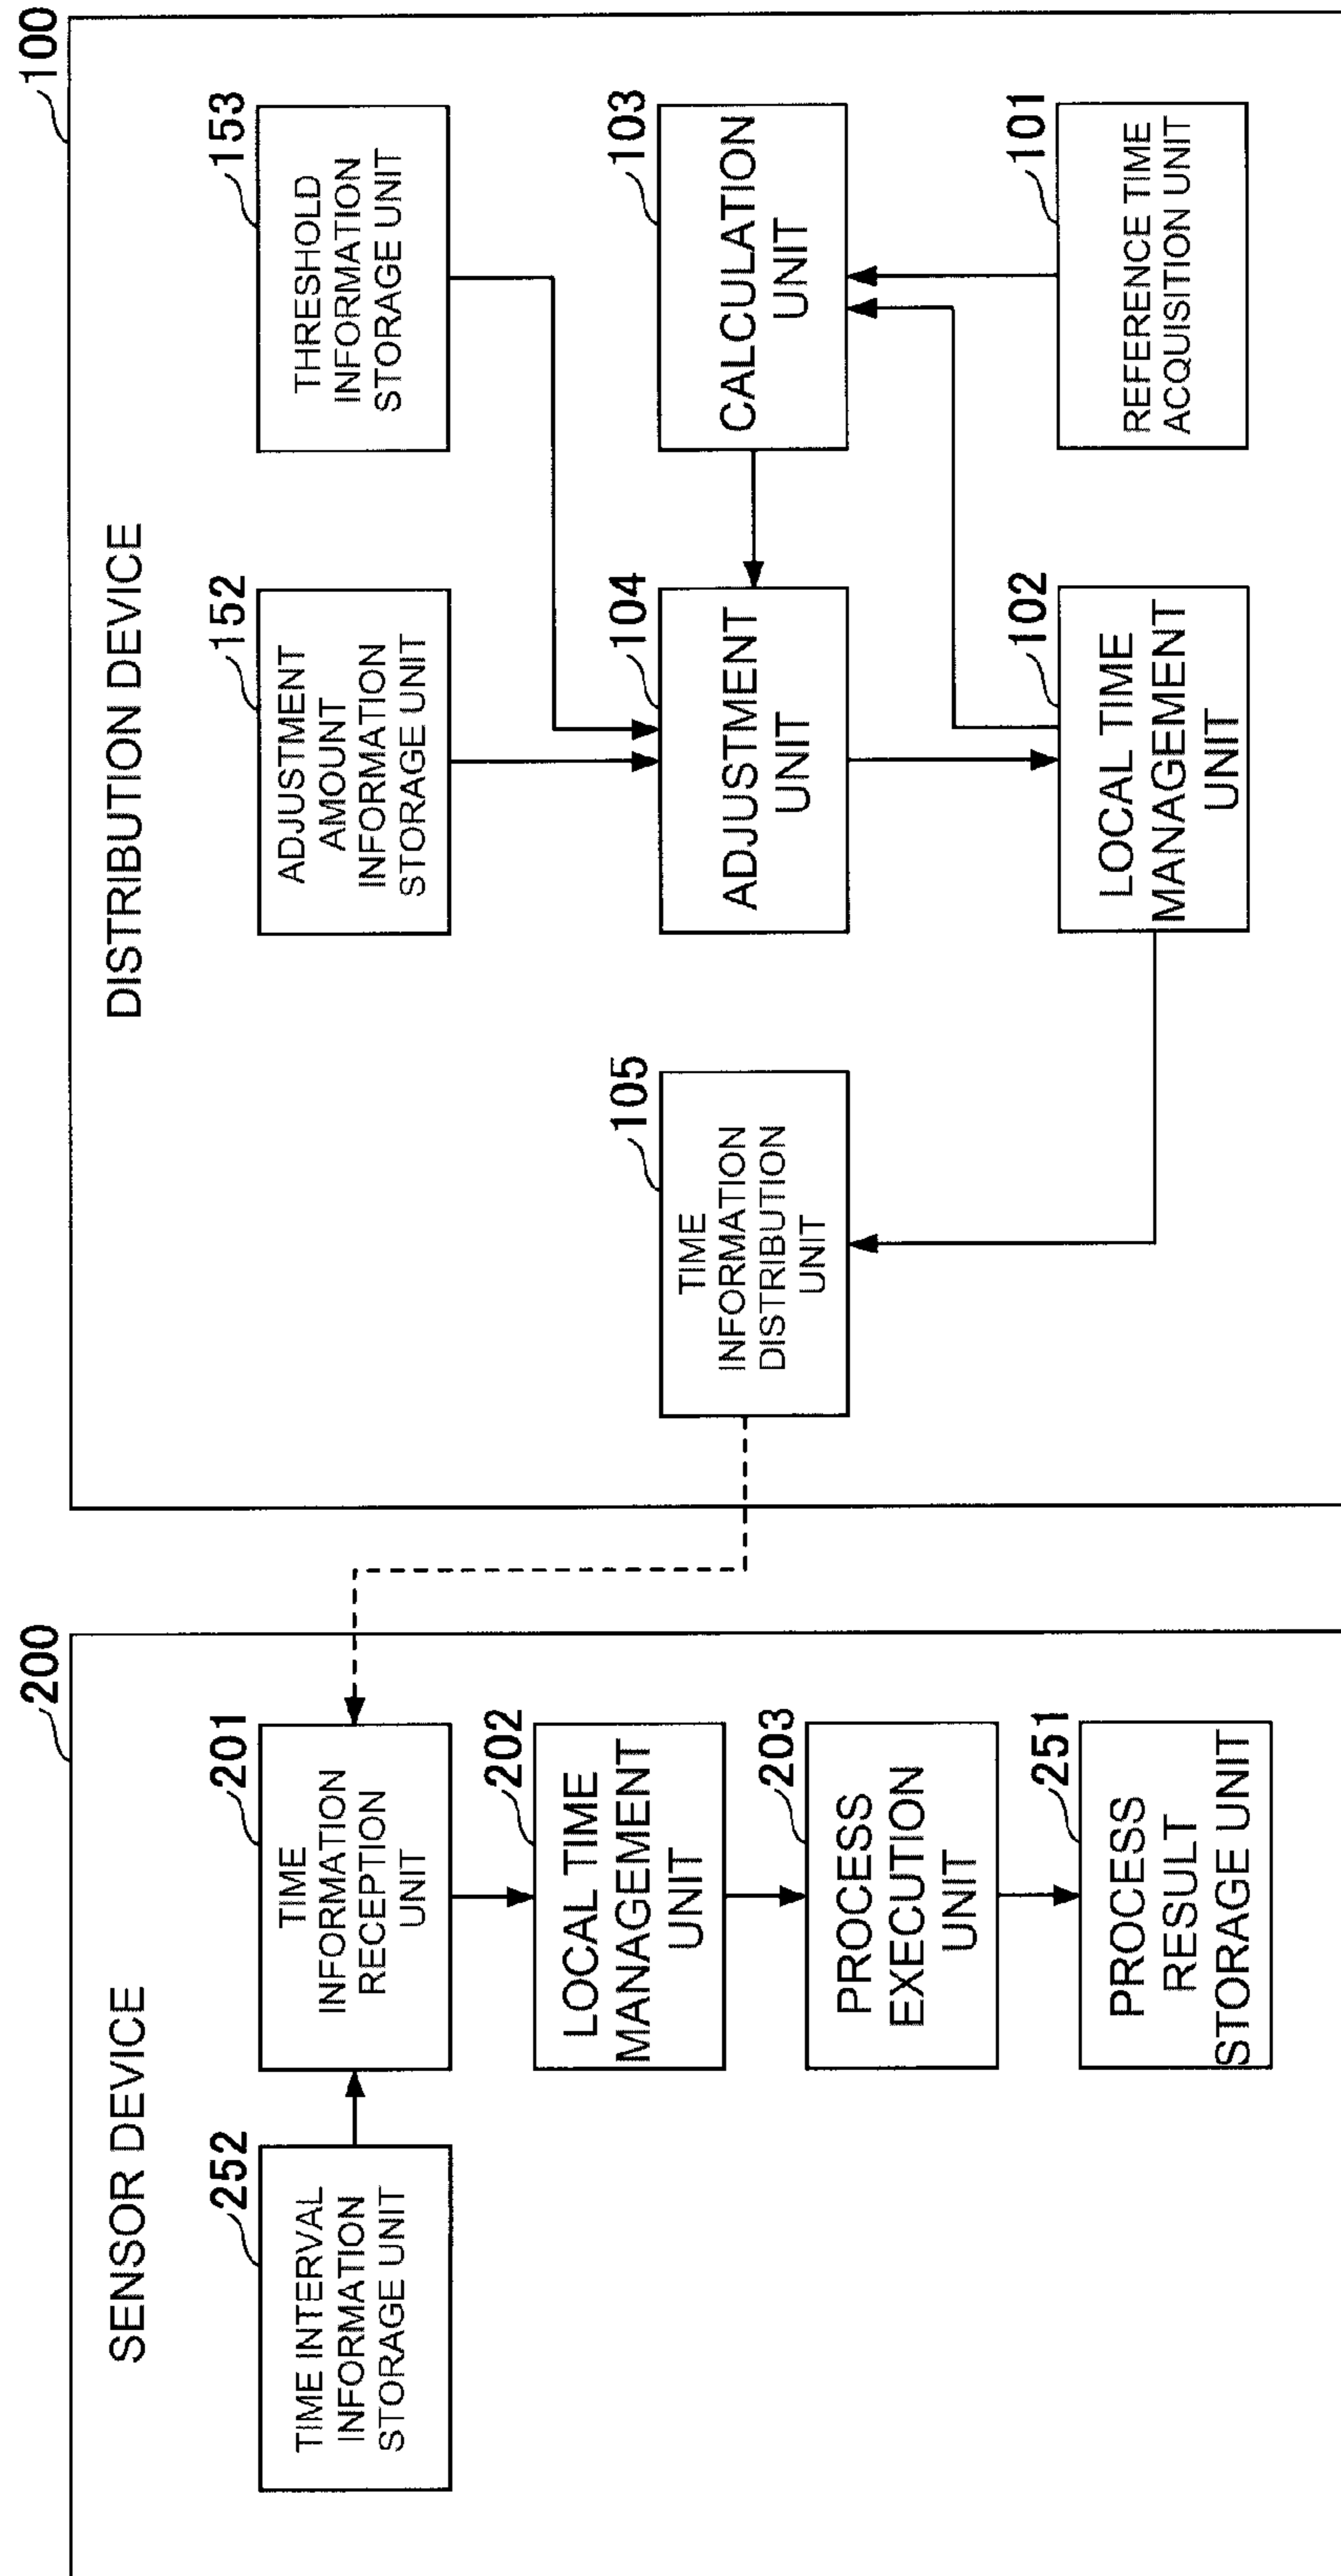 200
SENSOR DEVICE
252
TIME INTERVAL
INFORMATION
STORAGE UNIT
201
TIME
INFORMATION
RECEPTION
UNIT
202
LOCAL TIME
MANAGEMENT
UNIT
203
PROCESS
EXECUTION
UNIT
251
PROCESS
RESULT
STORAGE UNIT
100
DISTRIBUTION DEVICE
152
ADJUSTMENT
AMOUNT
INFORMATION
STORAGE UNIT
153
THRESHOLD
INFORMATION
STORAGE UNIT
105
TIME
INFORMATION
DISTRIBUTION
UNIT
104
ADJUSTMENT
UNIT
103
CALCULATION
UNIT
102
LOCAL TIME
MANAGEMENT
UNIT
101
REFERENCE TIME
ACQUISITION UNIT